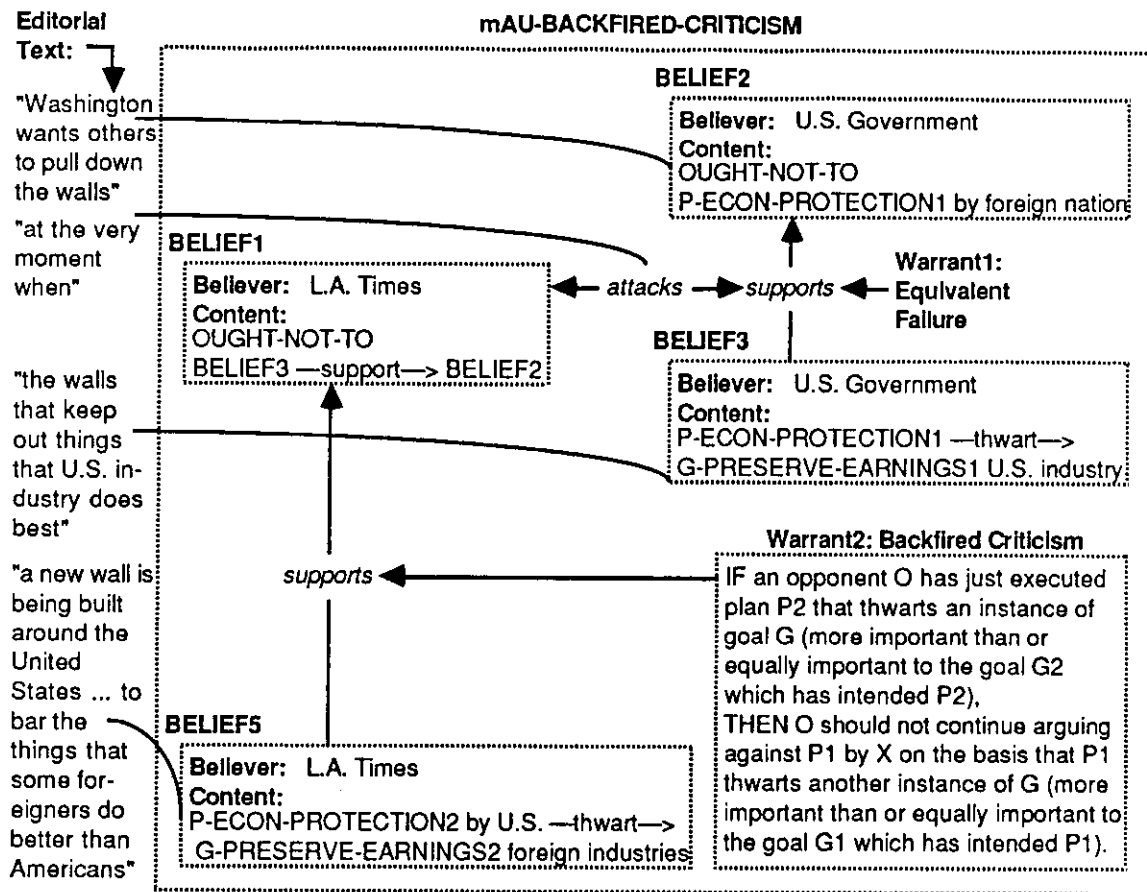 Editorial
Text:
mAU-BACKFIRED-CRITICISM
"Washington
wants others
to pull down
the walls"
"at the very
moment
when"
"the walls
that keep
out things
that U.S. in-
dustry does
best"
"a new wall is
being built
around the
United
States ... to
bar the
things that
some for-
eigners do
better than
Americans"
BELIEF2
Believer: U.S. Government
Content:
OUGHT-NOT-TO
P-ECON-PROTECTION1 by foreign nation
BELIEF1
Believer: L.A. Times
Content:
OUGHT-NOT-TO
BELIEF3 —support—> BELIEF2
attacks
supports
Warrant1:
Equivalent
Failure
BELIEF3
Believer: U.S. Government
Content:
P-ECON-PROTECTION1 —thwart—>
G-PRESERVE-EARNINGS1 U.S. industry
supports
Warrant2: Backfired Criticism
IF an opponent O has just executed
plan P2 that thwarts an instance of
goal G (more important than or
equally important to the goal G2
which has intended P2),
THEN O should not continue arguing
against P1 by X on the basis that P1
thwarts another instance of G (more
important than or equally important to
the goal G1 which has intended P1).
BELIEF5
Believer: L.A. Times
Content:
P-ECON-PROTECTION2 by U.S. —thwart—>
G-PRESERVE-EARNINGS2 foreign industries